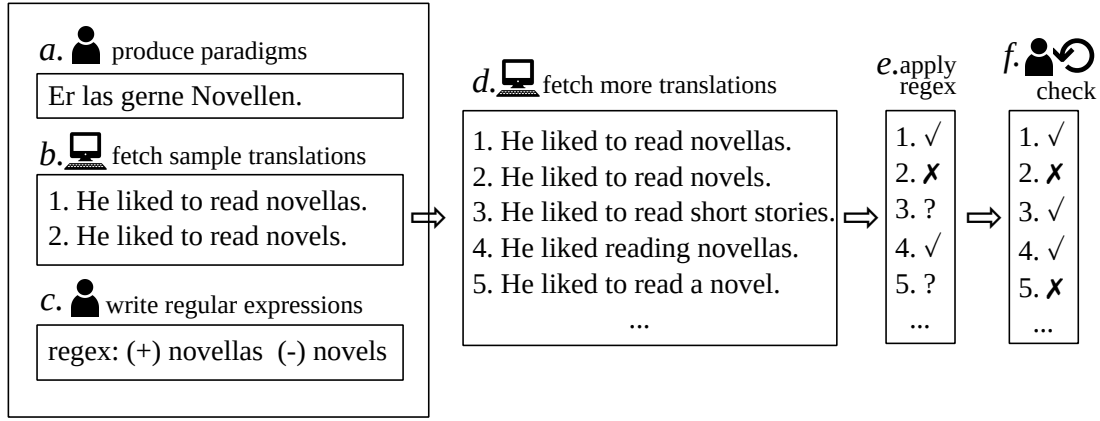 a. produce paradigms
Er las gerne Novellen.
b. fetch sample translations
1. He liked to read novellas.
2. He liked to read novels.
c. write regular expressions
regex: (+) novellas (-) novels
d. fetch more translations
1. He liked to read novellas.
2. He liked to read novels.
3. He liked to read short stories.
4. He liked reading novellas.
5. He liked to read a novel.
...
e. apply
regex
1. √
2. ✗
3. ?
4. √
5. ?
...
f.
check
1. √
2. ✗
3. √
4. √
5. ✗
...